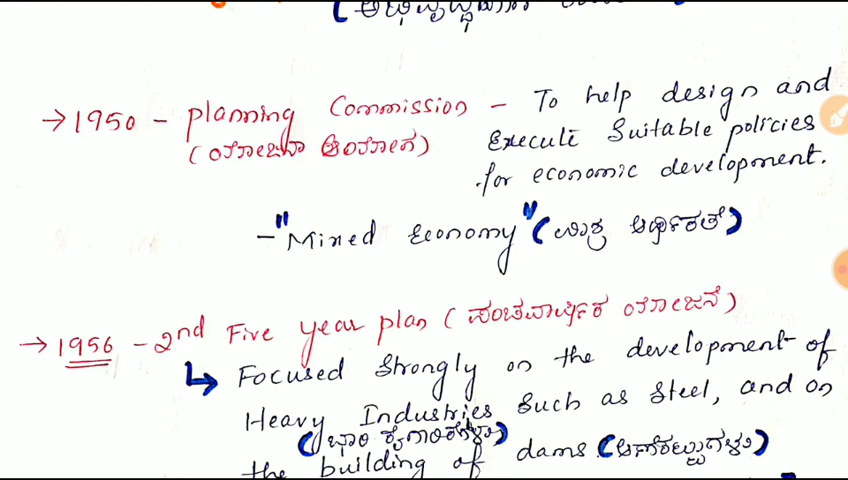 → 1950 - Planning Commission - To help design and
(ಯೋಜನಾ ಆಯೋಗ) Execute Suitable policies
for economic development.
- "Mixed Economy" (ಮಿಶ್ರ ಆರ್ಥಿಕತೆ)
→ 1956 - 2nd Five year plan (ಪಂಚವಾರ್ಷಿಕ ಯೋಜನೆ)
↳ Focused Strongly on the development of
Heavy Industries Such as Steel, and on
(ಭಾರಿ ಕೈಗಾರಿಕೆಗಳು)
the building of dams (ಆಣೆಕಟ್ಟುಗಳು)